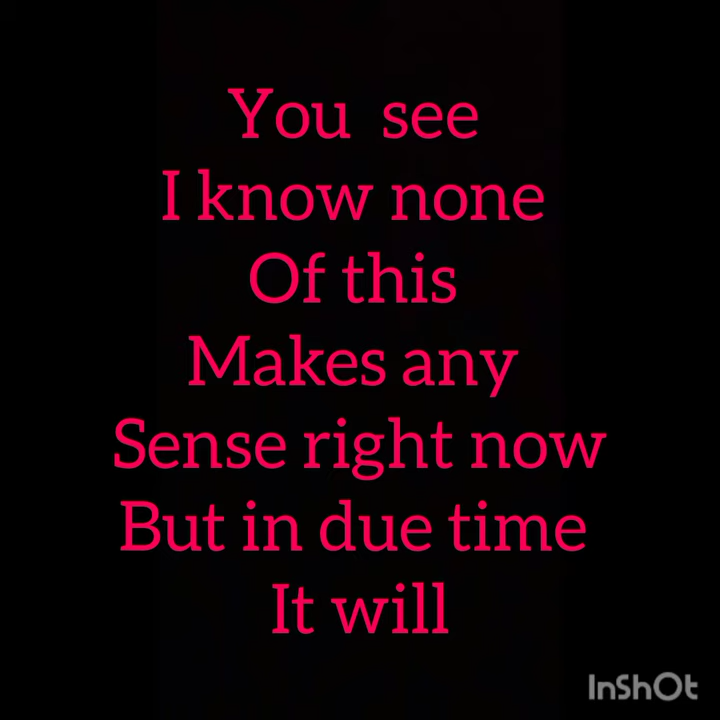 You  see
I know none
Of this
Makes any
Sense right now
But in due time
It will
InShOt